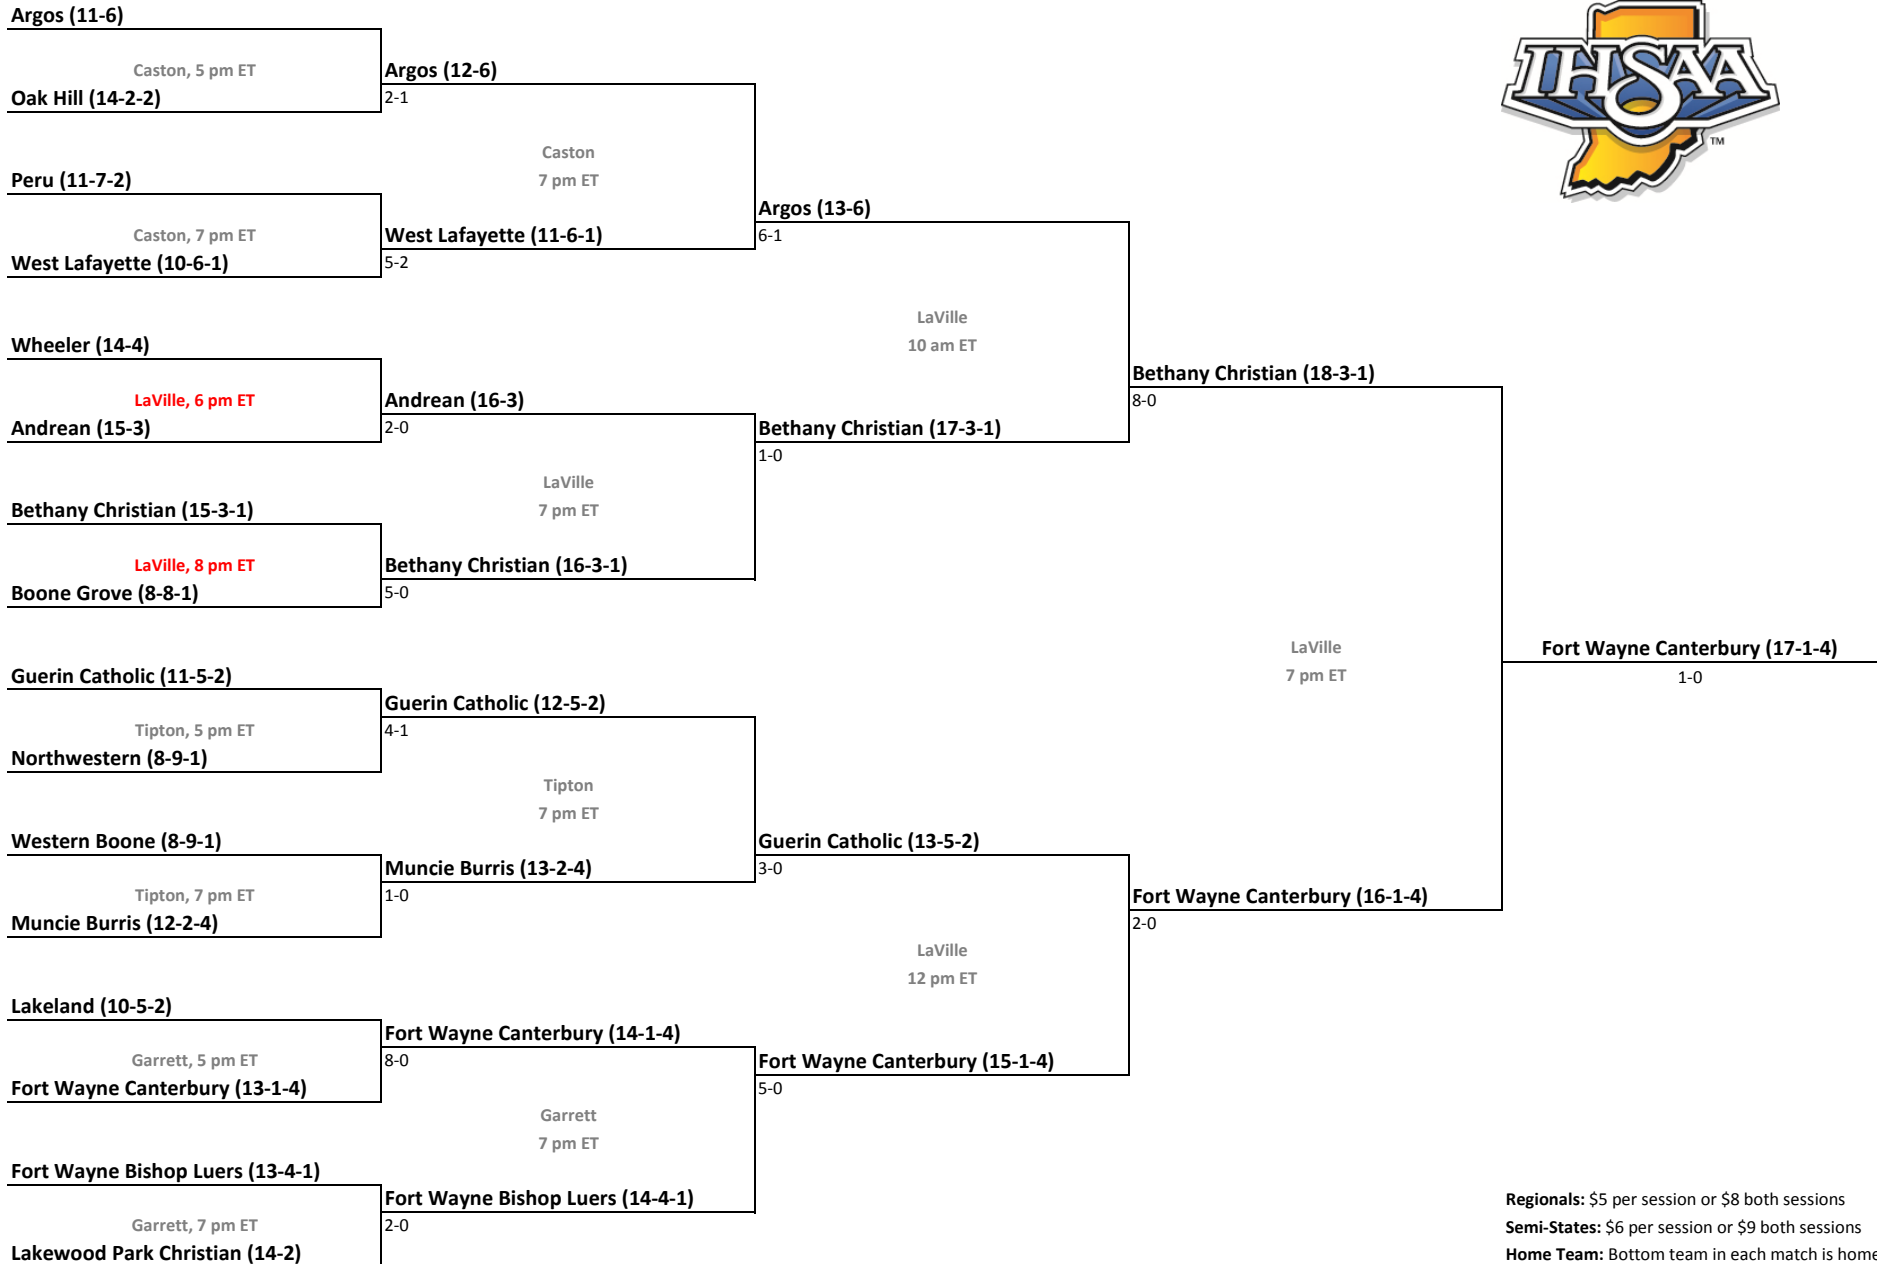 Argos (11-6)
Caston, 5 pm ET
Oak Hill (14-2-2)
Peru (11-7-2)
Caston, 7 pm ET
West Lafayette (10-6-1)
Wheeler (14-4)
LaVille, 6 pm ET
Andrean (15-3)
Bethany Christian (15-3-1)
LaVille, 8 pm ET
Boone Grove (8-8-1)
Guerin Catholic (11-5-2)
Tipton, 5 pm ET
Northwestern (8-9-1)
Western Boone (8-9-1)
Tipton, 7 pm ET
Muncie Burris (12-2-4)
Lakeland (10-5-2)
Garrett, 5 pm ET
Fort Wayne Canterbury (13-1-4)
Fort Wayne Bishop Luers (13-4-1)
Garrett, 7 pm ET
Lakewood Park Christian (14-2)
Argos (12-6)
2-1
Caston
7 pm ET
West Lafayette (11-6-1)
5-2
Andrean (16-3)
2-0
LaVille
7 pm ET
Bethany Christian (16-3-1)
5-0
Guerin Catholic (12-5-2)
4-1
Tipton
7 pm ET
Muncie Burris (13-2-4)
1-0
Fort Wayne Canterbury (14-1-4)
8-0
Garrett
7 pm ET
Fort Wayne Bishop Luers (14-4-1)
2-0
Argos (13-6)
6-1
LaVille
10 am ET
Bethany Christian (17-3-1)
1-0
Guerin Catholic (13-5-2)
3-0
LaVille
12 pm ET
Fort Wayne Canterbury (15-1-4)
5-0
Bethany Christian (18-3-1)
8-0
LaVille
7 pm ET
Fort Wayne Canterbury (16-1-4)
2-0
IHSAA
TM
Fort Wayne Canterbury (17-1-4)
1-0
Regionals: $5 per session or $8 both sessions
Semi-States: $6 per session or $9 both sessions
Home Team: Bottom team in each match is home